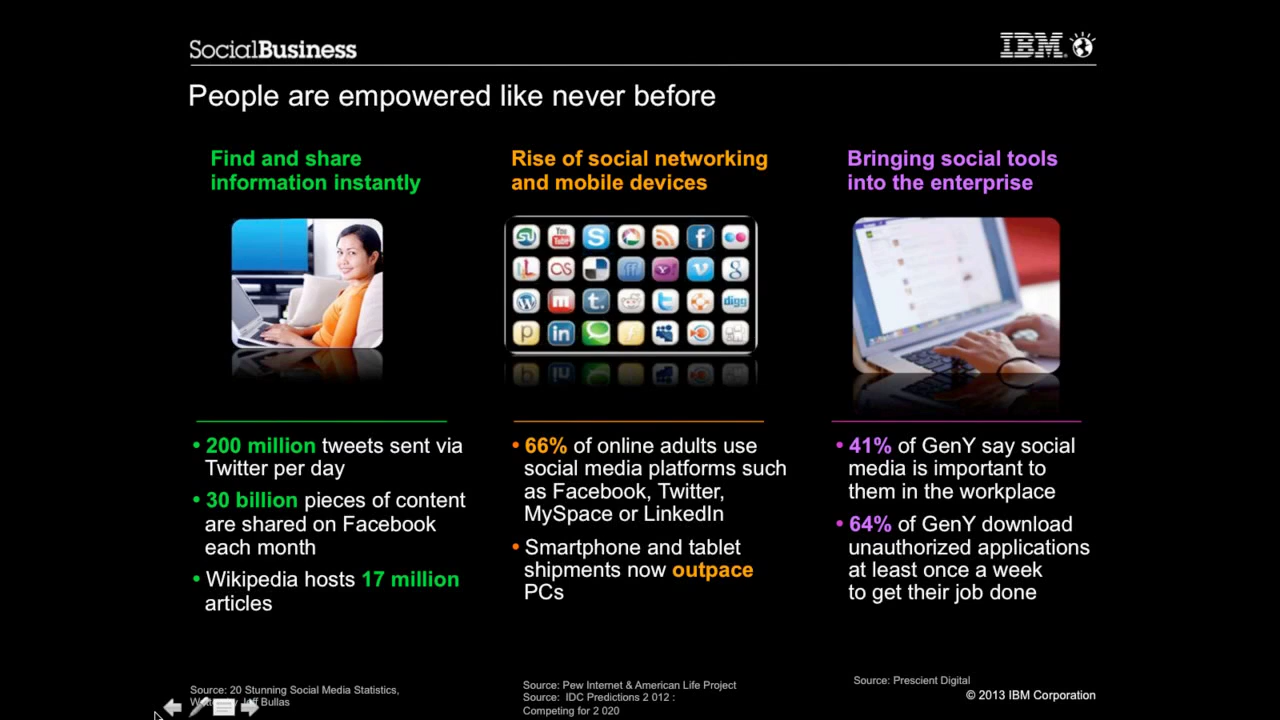 SocialBusiness
IBM
People are empowered like never before
Find and share
information instantly
• 200 million tweets sent via
Twitter per day
• 30 billion pieces of content
are shared on Facebook
each month
• Wikipedia hosts 17 million
articles
Source: 20 Stunning Social Media Statistics,
Bullas
Rise of social networking
and mobile devices
You
Tube
digg
in
• 66% of online adults use
social media platforms such
as Facebook, Twitter,
MySpace or LinkedIn
• Smartphone and tablet
shipments now outpace
PCs
Source: Pew Internet & American Life Project
Source: IDC Predictions 2 012 :
Competing for 2 020
Bringing social tools
into the enterprise
• 41% of GenY say social
media is important to
them in the workplace
• 64% of GenY download
unauthorized applications
at least once a week
to get their job done
Source: Prescient Digital
© 2013 IBM Corporation